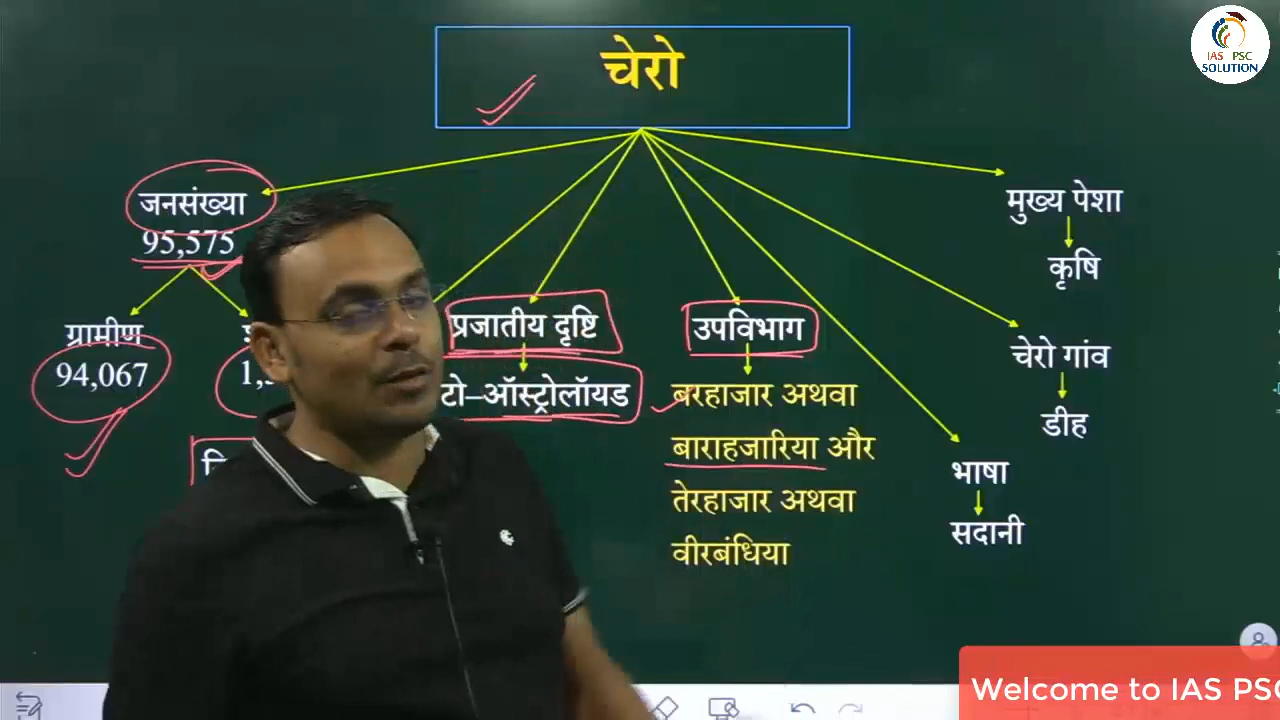 चेरो
IAS PSC
SOLUTION
जनसंख्या
95,575
ग्रामीण
94,067
प्रजातीय दृष्टि
टो–ऑस्ट्रोलॉयड
उपविभाग
बरहाजार अथवा
बाराहजारिया और
तेरहाजार अथवा
वीरबंधिया
मुख्य पेशा
कृषि
चेरो गांव
डीह
भाषा
सदानी
Welcome to IAS PSC